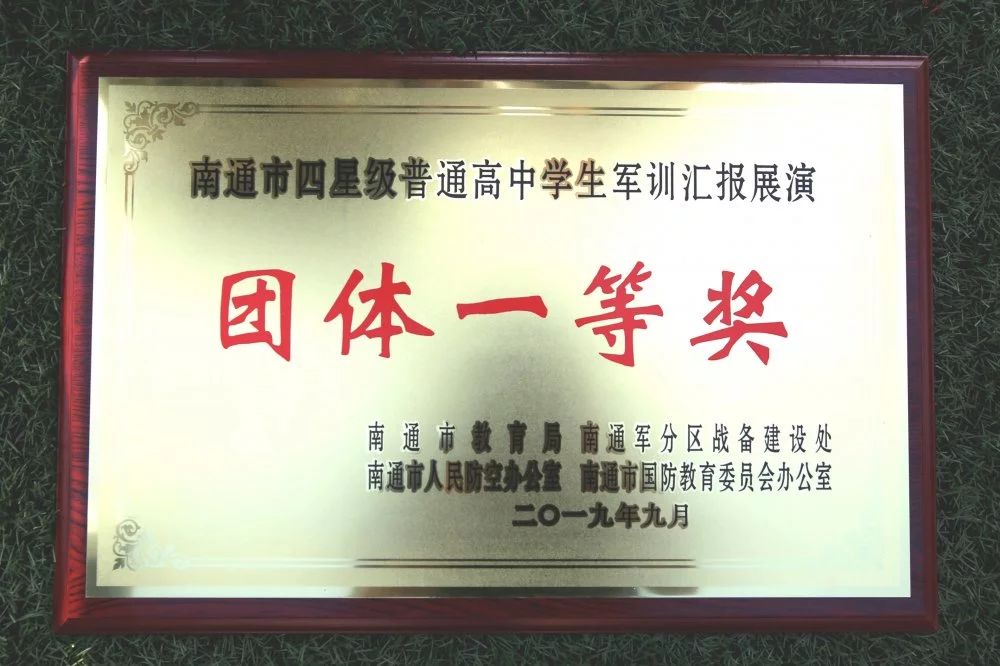 南通市四星级普通高中学生军训汇报展演
团体一等奖
南通市教育局 南通军分区战备建设处
南通市人民防空办公室 南通市国防教育委员会办公室
二〇一九年九月